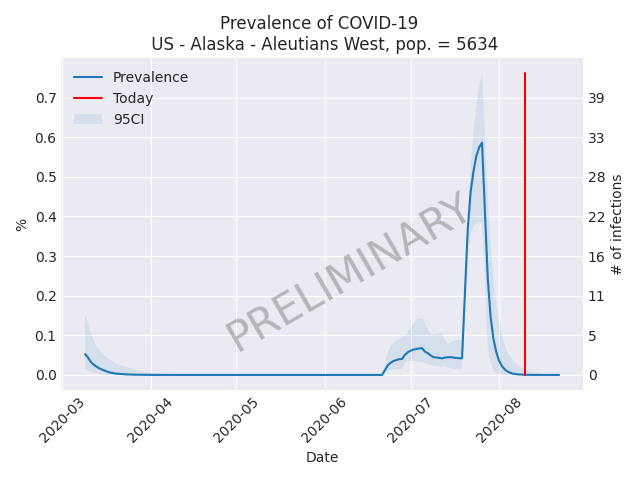 Prevalence of COVID-19
US - Alaska - Aleutians West, pop. = 5634
Prevalence
Today
95CI
0.7
0.6
0.5
0.4
0.3
0.2
0.1
0.0
%
39
33
28
22
16
11
5
0
# of infections
PRELIMINARY
2020-03
2020-04
2020-05
2020-06
2020-07
2020-08
Date